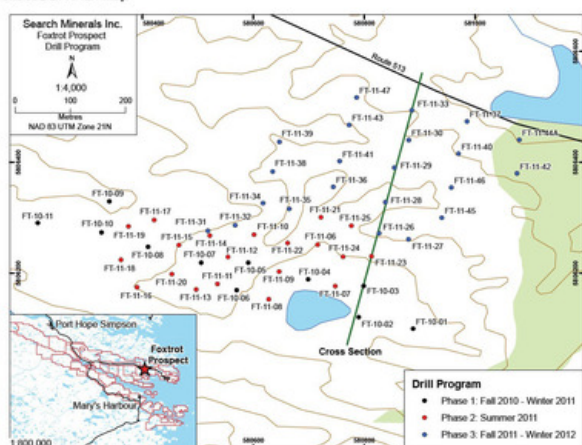 Search Minerals Inc.
Foxtrot Prospect
Drill Program
N
1:4,000
0 100 200
Metres
NAD 83 UTM Zone 21N
580400
580600
Route 513
5806400
5806200
FT-11-47
FT-11-33
FT-11-37
FT-11-43
FT-11-44A
FT-11-39
FT-11-30
FT-11-41
FT-11-40
FT-11-38
FT-11-29
FT-11-42
FT-11-36
FT-11-46
FT-10-09
FT-11-34
FT-11-35
FT-11-28
FT-10-11
FT-11-17
FT-11-21
FT-11-45
FT-10-10
FT-11-19
FT-11-31
FT-11-32
FT-11-25
FT-11-15
FT-11-14
FT-11-10
FT-11-26
FT-10-08
FT-11-12
FT-11-22
FT-11-06
FT-11-27
FT-11-18
FT-10-07
FT-10-05
FT-11-24
FT-11-23
FT-11-20
FT-11-11
FT-11-09
FT-10-04
FT-11-16
FT-11-13
FT-10-06
FT-11-07
FT-10-03
FT-11-08
FT-10-02
FT-10-01
Cross Section
Port Hope Simpson
Foxtrot
Prospect
Mary's Harbour
1:800,000
Drill Program
Phase 1: Fall 2010 - Winter 2011
Phase 2: Summer 2011
Phase 3: Fall 2011 - Winter 2012